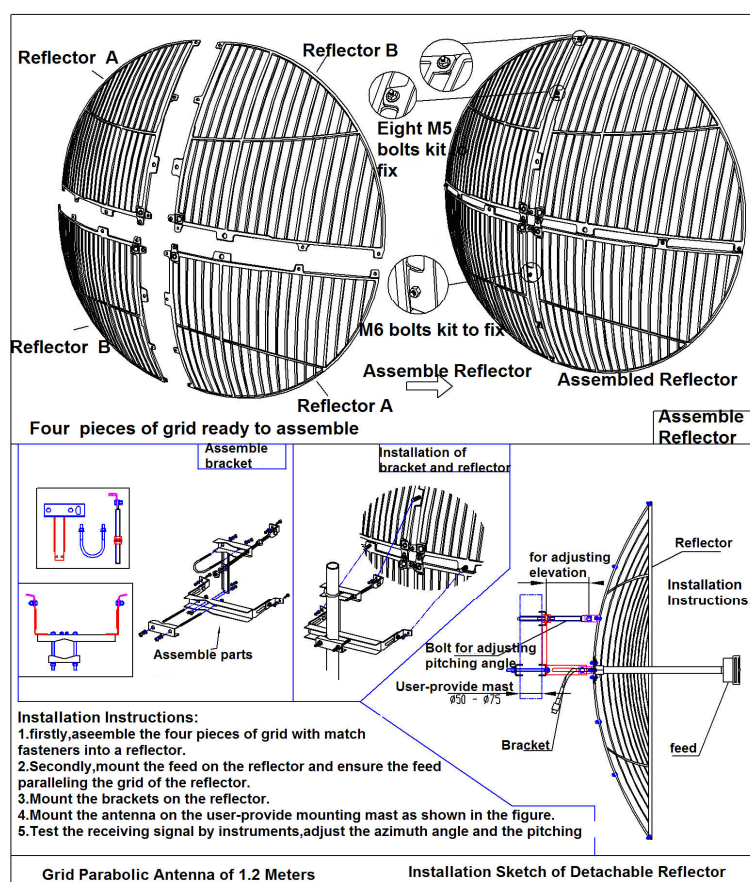 Reflector A
Reflector B
Eight M5
bolts kit to
fix
M6 bolts kit to fix
Reflector B
Reflector A
Assemble Reflector
Assembled Reflector
Four pieces of grid ready to assemble
Assemble
Reflector
Assemble
bracket
Assemble parts
Installation of
bracket and reflector
for adjusting
elevation
Reflector
Installation
Instructions
Bolt for adjusting
pitching angle
User-provide mast
Ø50 - Ø75
Bracket
feed
Installation Instructions:
1.firstly,aseemble the four pieces of grid with match
fasteners into a reflector.
2.Secondly,mount the feed on the reflector and ensure the feed
paralleling the grid of the reflector.
3.Mount the brackets on the reflector.
4.Mount the antenna on the user-provide mounting mast as shown in the figure.
5.Test the receiving signal by instruments,adjust the azimuth angle and the pitching
Grid Parabolic Antenna of 1.2 Meters
Installation Sketch of Detachable Reflector